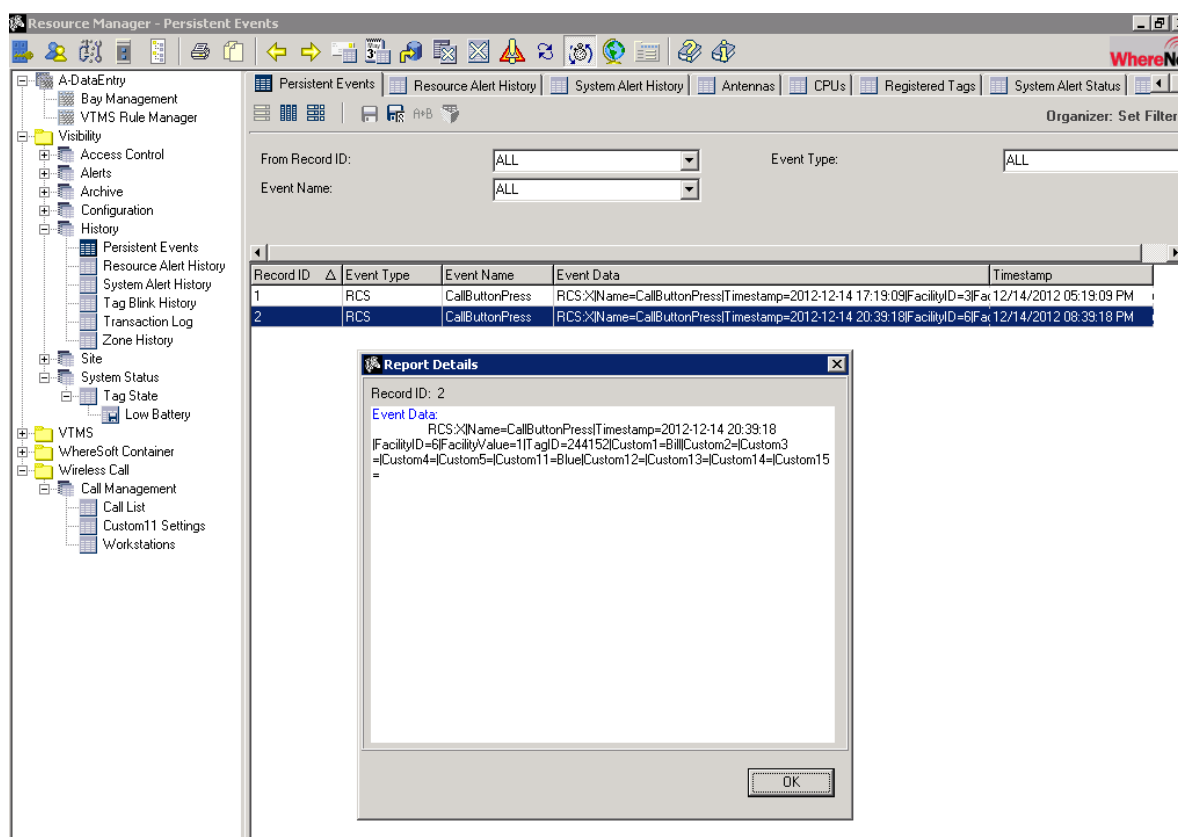 Resource Manager - Persistent Events
WhereNe
A-DataEntry
Bay Management
VTMS Rule Manager
Visibility
Access Control
Alerts
Archive
Configuration
History
Persistent Events
Resource Alert History
System Alert History
Tag Blink History
Transaction Log
Zone History
Site
System Status
Tag State
Low Battery
VTMS
WhereSoft Container
Wireless Call
Call Management
Call List
Custom11 Settings
Workstations
Persistent Events Resource Alert History System Alert History Antennas CPUs Registered Tags System Alert Status
A+B Organizer: Set Filter
From Record ID: ALL Event Type: ALL
Event Name: ALL
Record ID Event Type Event Name Event Data Timestamp
1 RCS CallButtonPress RCS:X|Name=CallButtonPress|Timestamp=2012-12-14 17:19:09|FacilityID=3|Fac 12/14/2012 05:19:09 PM
2 RCS CallButtonPress RCS:X|Name=CallButtonPress|Timestamp=2012-12-14 20:39:18|FacilityID=6|Fac 12/14/2012 08:39:18 PM
Report Details
Record ID: 2
Event Data:
RCS:X|Name=CallButtonPress|Timestamp=2012-12-14 20:39:18
|FacilityID=6|FacilityValue=1|TagID=244152|Custom1=Bill|Custom2=|Custom3
=|Custom4=|Custom5=|Custom11=Blue|Custom12=|Custom13=|Custom14=|Custom15
=
OK